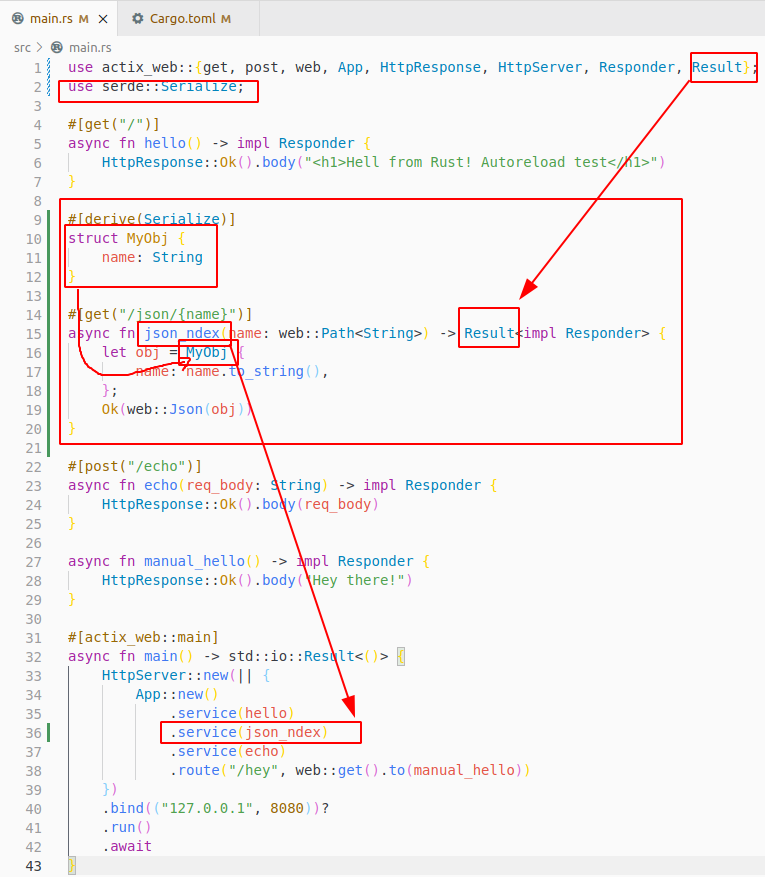 main.rs M × Cargo.toml M
src > main.rs
1 use actix_web::{get, post, web, App, HttpResponse, HttpServer, Responder, Result};
2 use serde::Serialize;
3
4 #[get("/")]
5 async fn hello() -> impl Responder {
6     HttpResponse::Ok().body("<h1>Hell from Rust! Autoreload test</h1>")
7 }
8
9 #[derive(Serialize)]
10 struct MyObj {
11     name: String
12 }
13
14 #[get("/json/{name}")]
15 async fn json_ndex(name: web::Path<String>) -> Result<impl Responder> {
16     let obj = MyObj {
17         name: name.to_string(),
18     };
19     Ok(web::Json(obj))
20 }
21
22 #[post("/echo")]
23 async fn echo(req_body: String) -> impl Responder {
24     HttpResponse::Ok().body(req_body)
25 }
26
27 async fn manual_hello() -> impl Responder {
28     HttpResponse::Ok().body("Hey there!")
29 }
30
31 #[actix_web::main]
32 async fn main() -> std::io::Result<()> {
33     HttpServer::new(|| {
34         App::new()
35             .service(hello)
36             .service(json_ndex)
37             .service(echo)
38             .route("/hey", web::get().to(manual_hello))
39     })
40     .bind(("127.0.0.1", 8080))?
41     .run()
42     .await
43 }